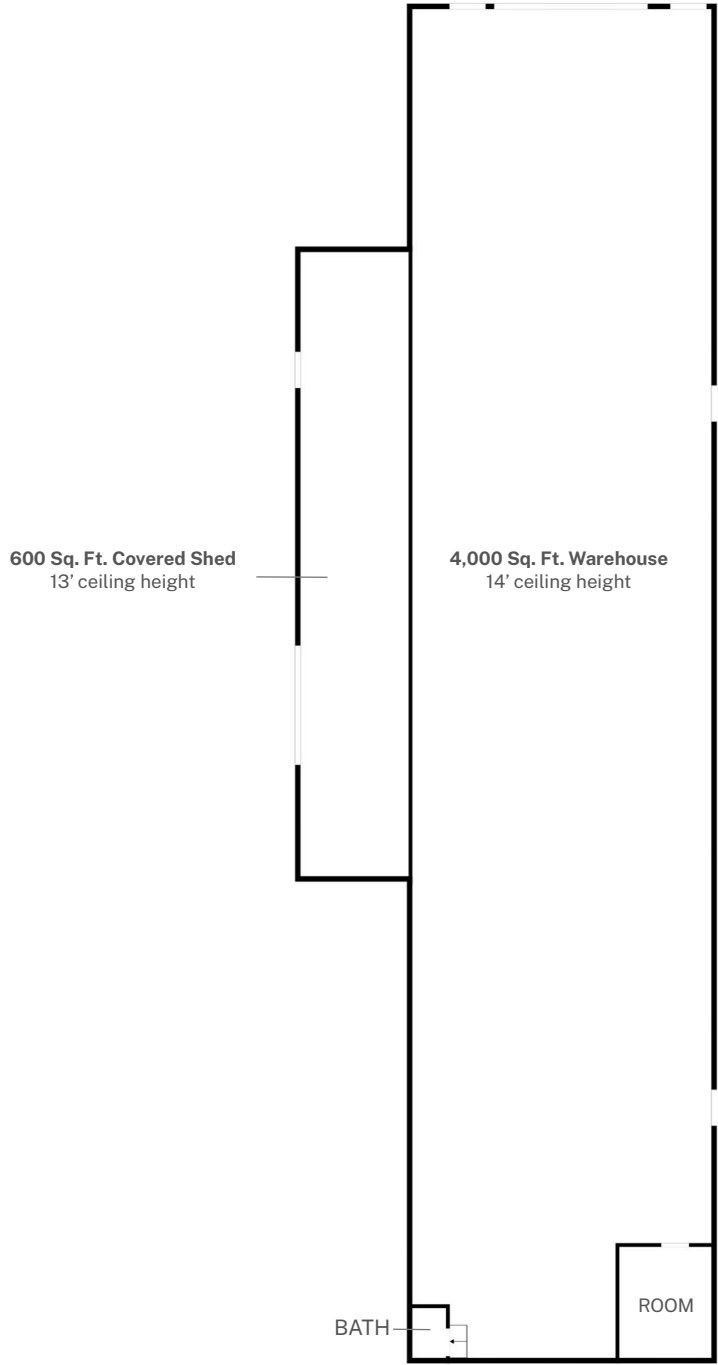 600 Sq. Ft. Covered Shed
13’ ceiling height
4,000 Sq. Ft. Warehouse
14’ ceiling height
ROOM
BATH